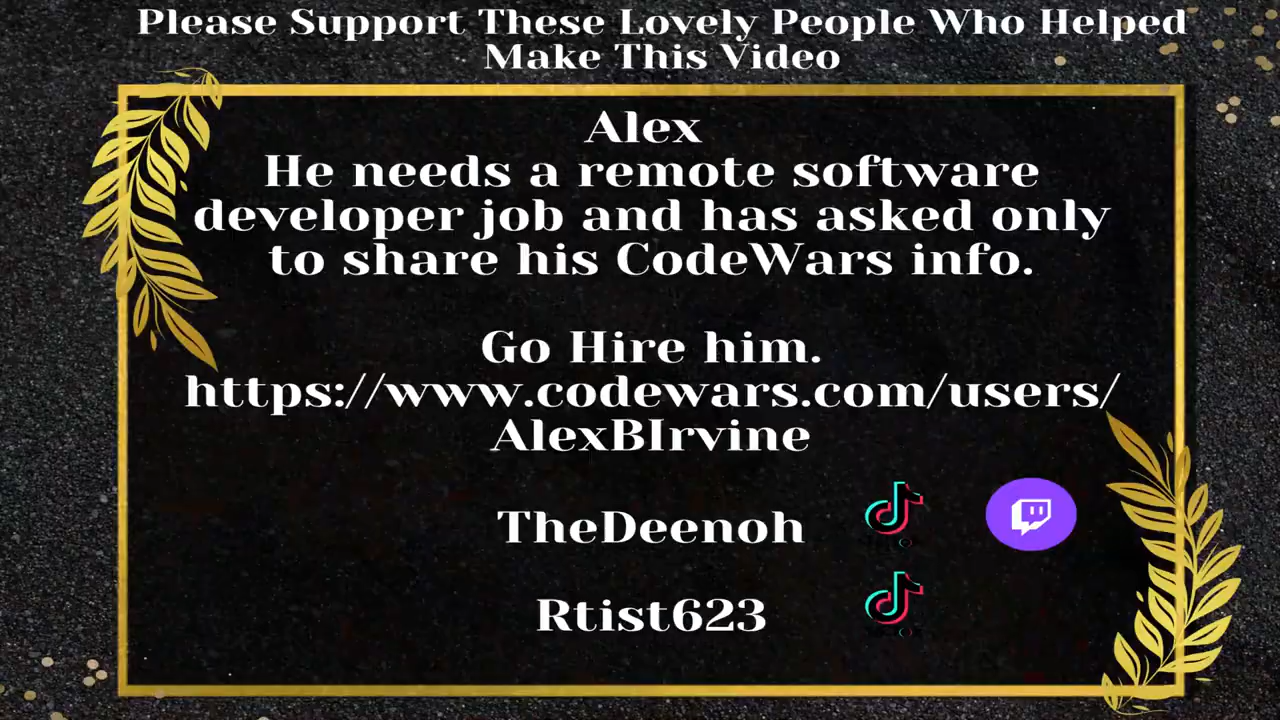 Please Support These Lovely People Who Helped
Make This Video
Alex
He needs a remote software
developer job and has asked only
to share his CodeWars info.
Go Hire him.
https://www.codewars.com/users/
AlexBIrvine
TheDeenoh
Rtist623